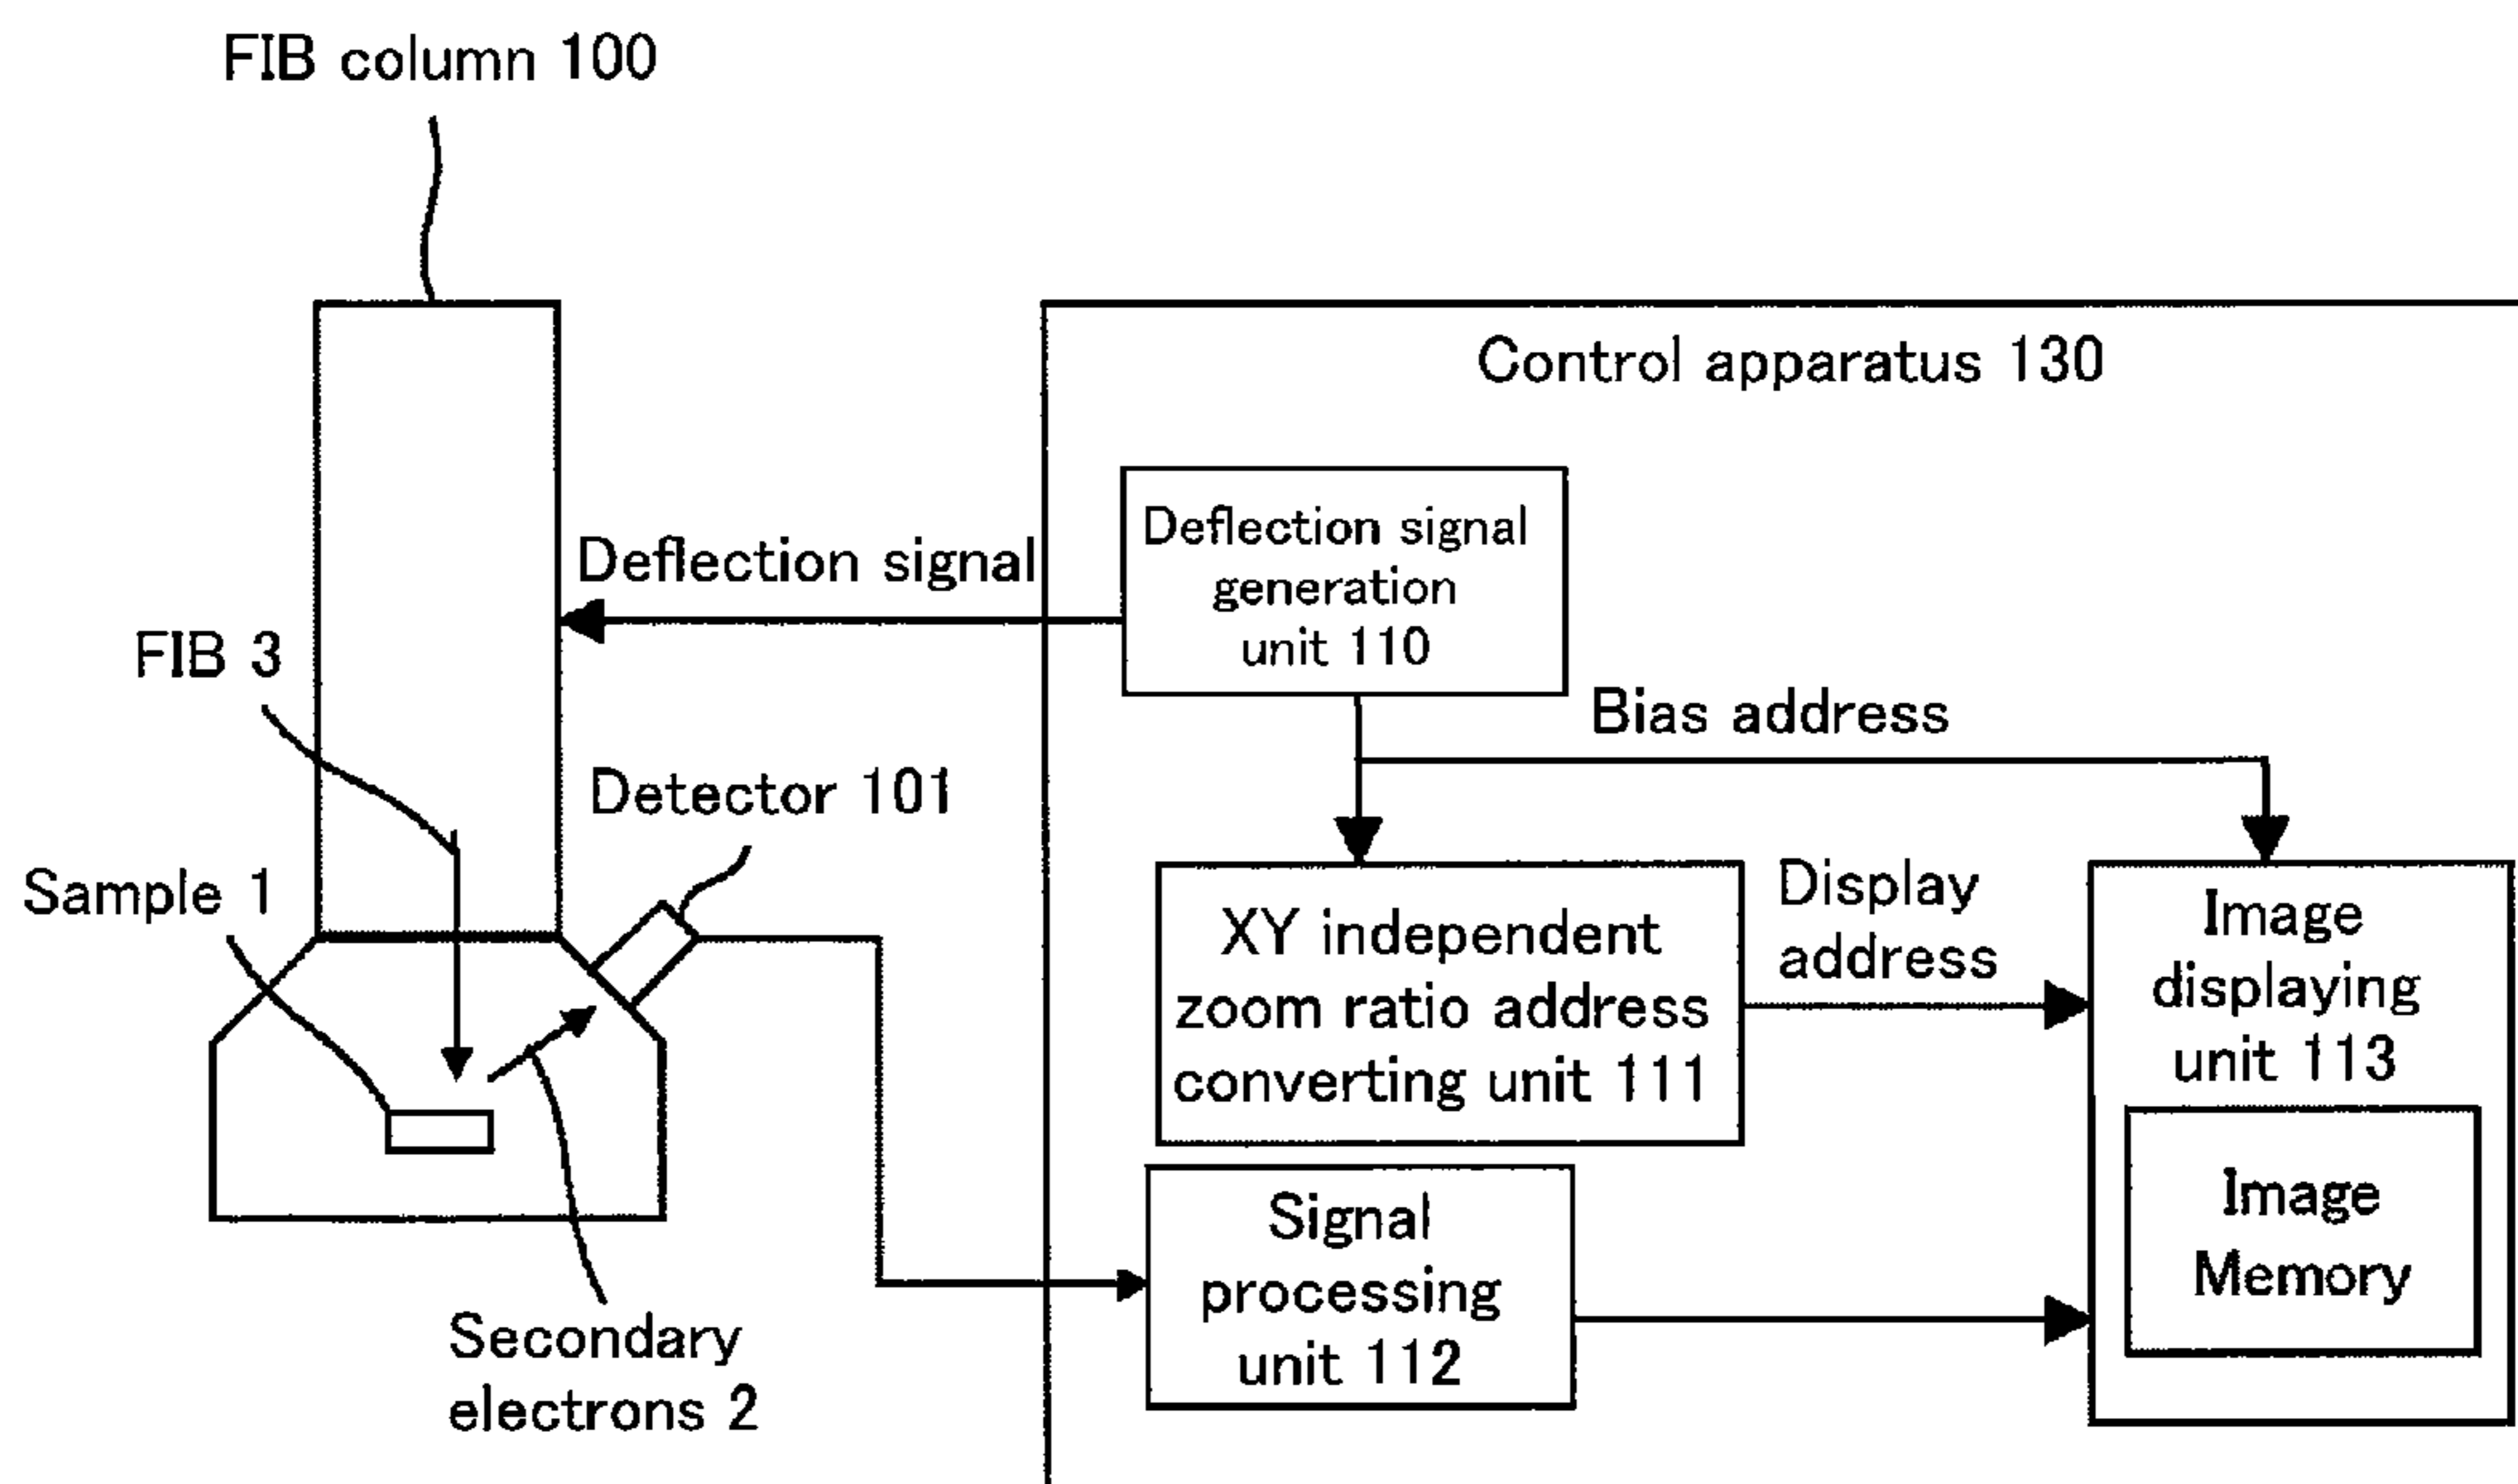 FIB column 100
Control apparatus 130
Deflection signal
generation
unit 110
Deflection signal
FIB 3
Bias address
Detector 101
Sample 1
XY independent
zoom ratio address
converting unit 111
Display
address
Image
displaying
unit 113
Image
Memory
Signal
processing
unit 112
Secondary
electrons 2